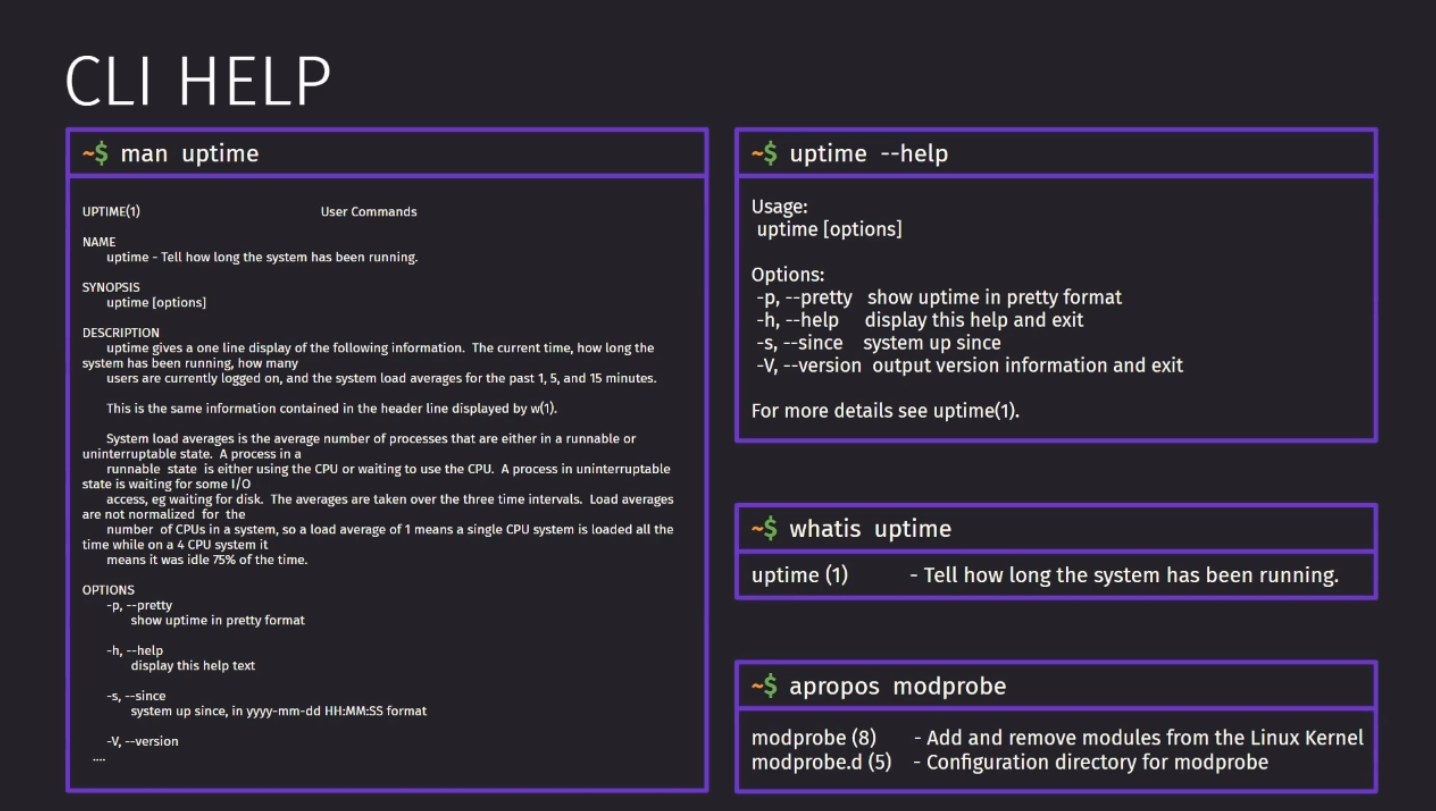 CLI HELP
~$ man uptime
UPTIME(1) User Commands
NAME
uptime - Tell how long the system has been running.
SYNOPSIS
uptime [options]
DESCRIPTION
uptime gives a one line display of the following information. The current time, how long the
system has been running, how many
users are currently logged on, and the system load averages for the past 1, 5, and 15 minutes.
This is the same information contained in the header line displayed by w(1).
System load averages is the average number of processes that are either in a runnable or
uninterruptable state. A process in a
runnable state is either using the CPU or waiting to use the CPU. A process in uninterruptable
state is waiting for some I/O
access, eg waiting for disk. The averages are taken over the three time intervals. Load averages
are not normalized for the
number of CPUs in a system, so a load average of 1 means a single CPU system is loaded all the
time while on a 4 CPU system it
means it was idle 75% of the time.
OPTIONS
-p, --pretty
show uptime in pretty format
-h, --help
display this help text
-s, --since
system up since, in yyyy-mm-dd HH:MM:SS format
-V, --version
....
~$ uptime --help
Usage:
uptime [options]
Options:
-p, --pretty show uptime in pretty format
-h, --help display this help and exit
-s, --since system up since
-V, --version output version information and exit
For more details see uptime(1).
~$ whatis uptime
uptime (1) - Tell how long the system has been running.
~$ apropos modprobe
modprobe (8) - Add and remove modules from the Linux Kernel
modprobe.d (5) - Configuration directory for modprobe